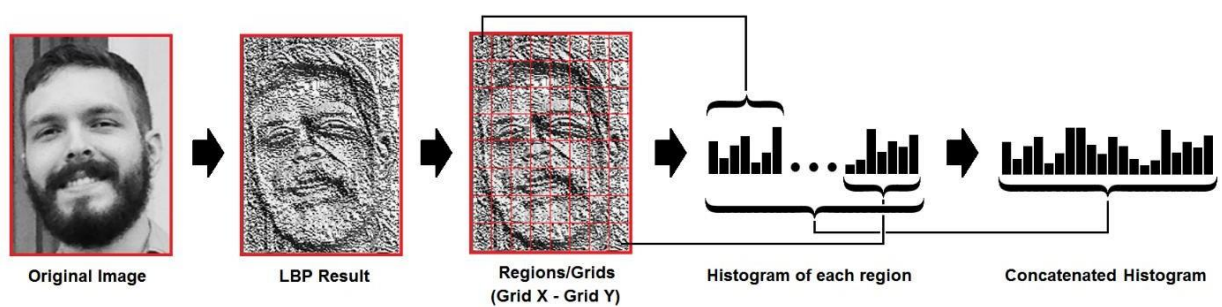 Original Image
LBP Result
Regions/Grids
(Grid X - Grid Y)
Histogram of each region
Concatenated Histogram